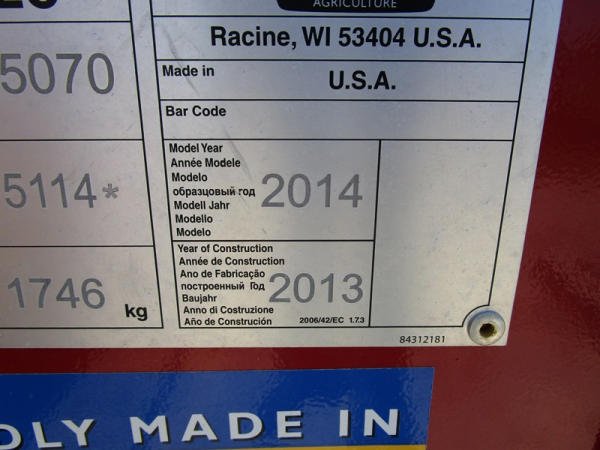 AGRICULTURE
Racine, WI 53404 U.S.A.
5070
Made in
U.S.A.
Bar Code
5114*
Model Year
Année Modele
Modelo
образцовый год
Modell Jahr
Modello
Modelo
2014
1746 kg
Year of Construction
Année de Construction
Ano de Fabricação
построенный Год
Baujahr
Anno di Costruzione
Año de Construción
2013
2006/42/EC 1.7.3
84312181
MADE IN